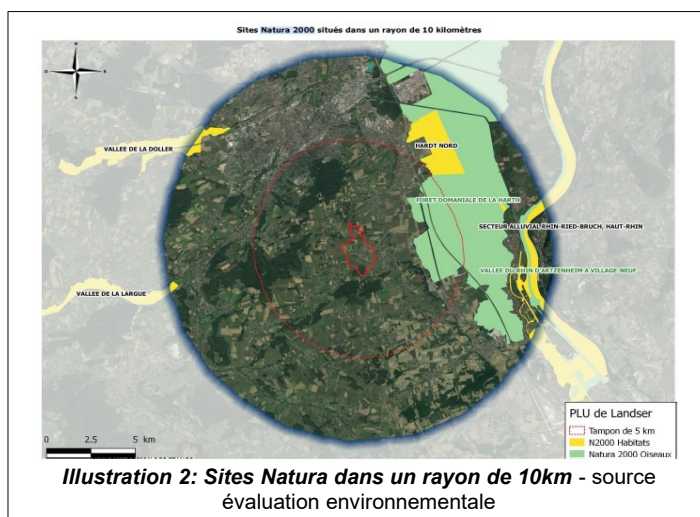 Sites Natura 2000 situés dans un rayon de 10 kilomètres
VALLEE DE LA DOLLER
HARDT NORD
FORET DOMANIALE DE LA HARTH
SECTEUR ALLUVIAL RHIN-RIED-BRUCH, HAUT-RHIN
VALLEE DU RHIN D'ARTZENHEIM A VILLAGE-NEUF
VALLEE DE LA LARGUE
PLU de Landser
Tampon de 5 km
N2000 Habitats
Natura 2000 Oiseaux
0 2.5 5 km
Illustration 2: Sites Natura dans un rayon de 10km - source
évaluation environnementale